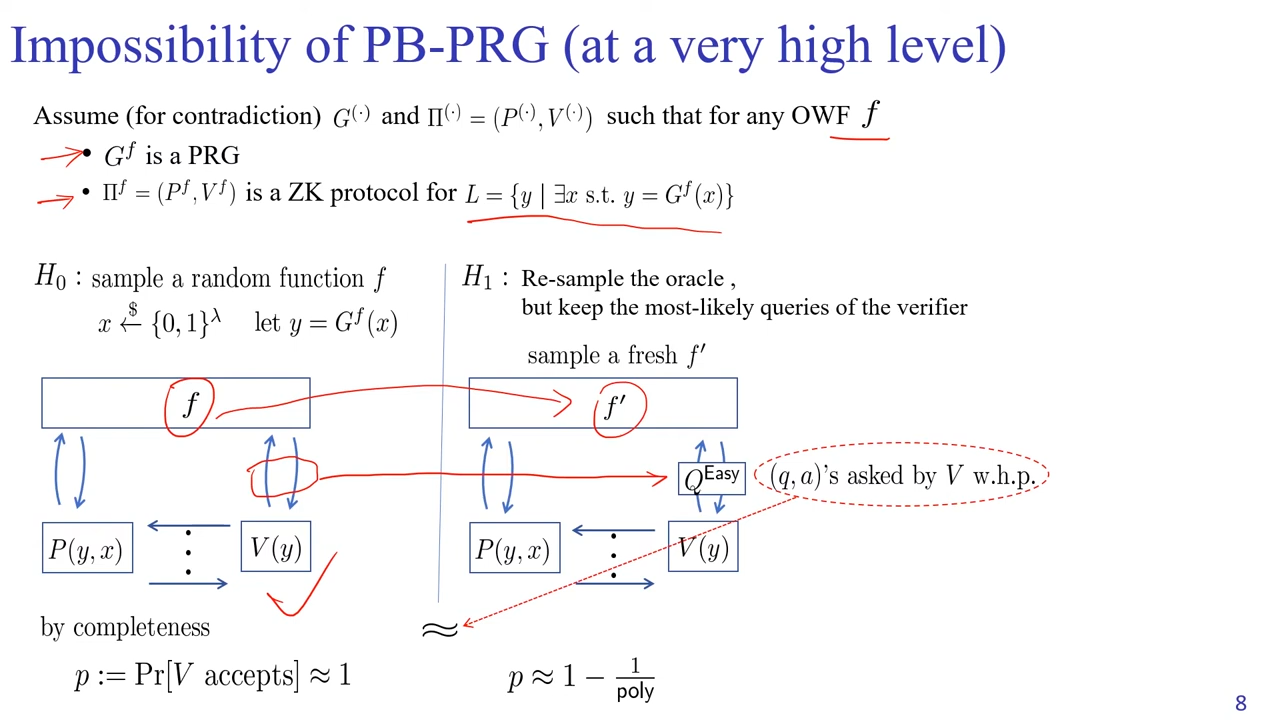 Impossibility of PB-PRG (at a very high level)
Assume (for contradiction) G^(·) and Π^(·) = (P^(·), V^(·)) such that for any OWF f
• G^f is a PRG
• Π^f = (P^f, V^f) is a ZK protocol for L = {y | ∃x s.t. y = G^f(x)}
H₀ : sample a random function f
x ←$ {0, 1}^λ let y = G^f(x)
H₁ : Re-sample the oracle ,
but keep the most-likely queries of the verifier
sample a fresh f′
f
f′
Q^Easy
(q, a)'s asked by V w.h.p.
P(y, x)
V(y)
P(y, x)
V(y)
by completeness
≈
p := Pr[V accepts] ≈ 1
p ≈ 1 − 1/poly
8